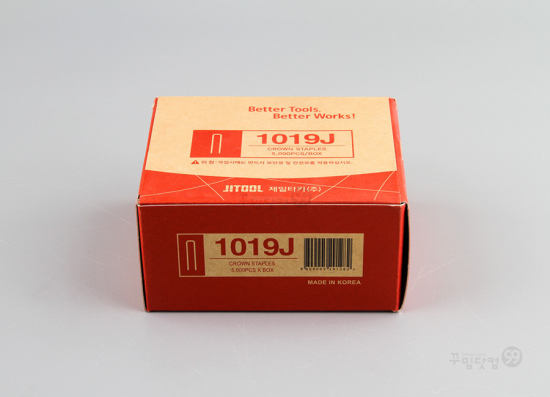 Better Tools.
Better Works!
1019J
CROWN STAPLES
5,000PCS/BOX
JITOOL 제일타카(주)
1019J
CROWN STAPLES
5,000PCS X BOX
MADE IN KOREA
꾸밈닷컴 99